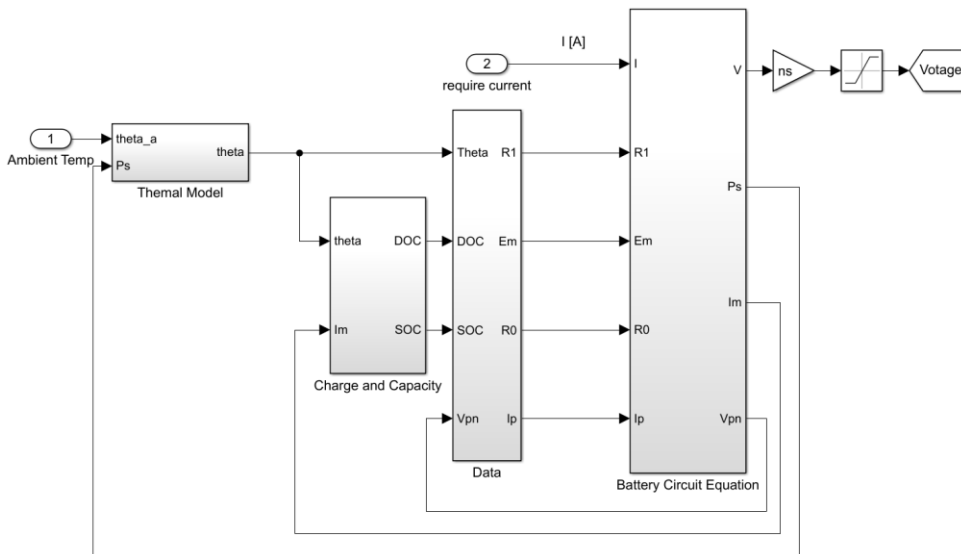 I [A]
2
require current
I
V
ns
Votage
1
Ambient Temp
theta_a
Ps
theta
Themal Model
Theta
R1
R1
Ps
theta
DOC
DOC
Em
Em
Im
Im
SOC
SOC
R0
R0
Charge and Capacity
Vpn
Ip
Ip
Vpn
Data
Battery Circuit Equation